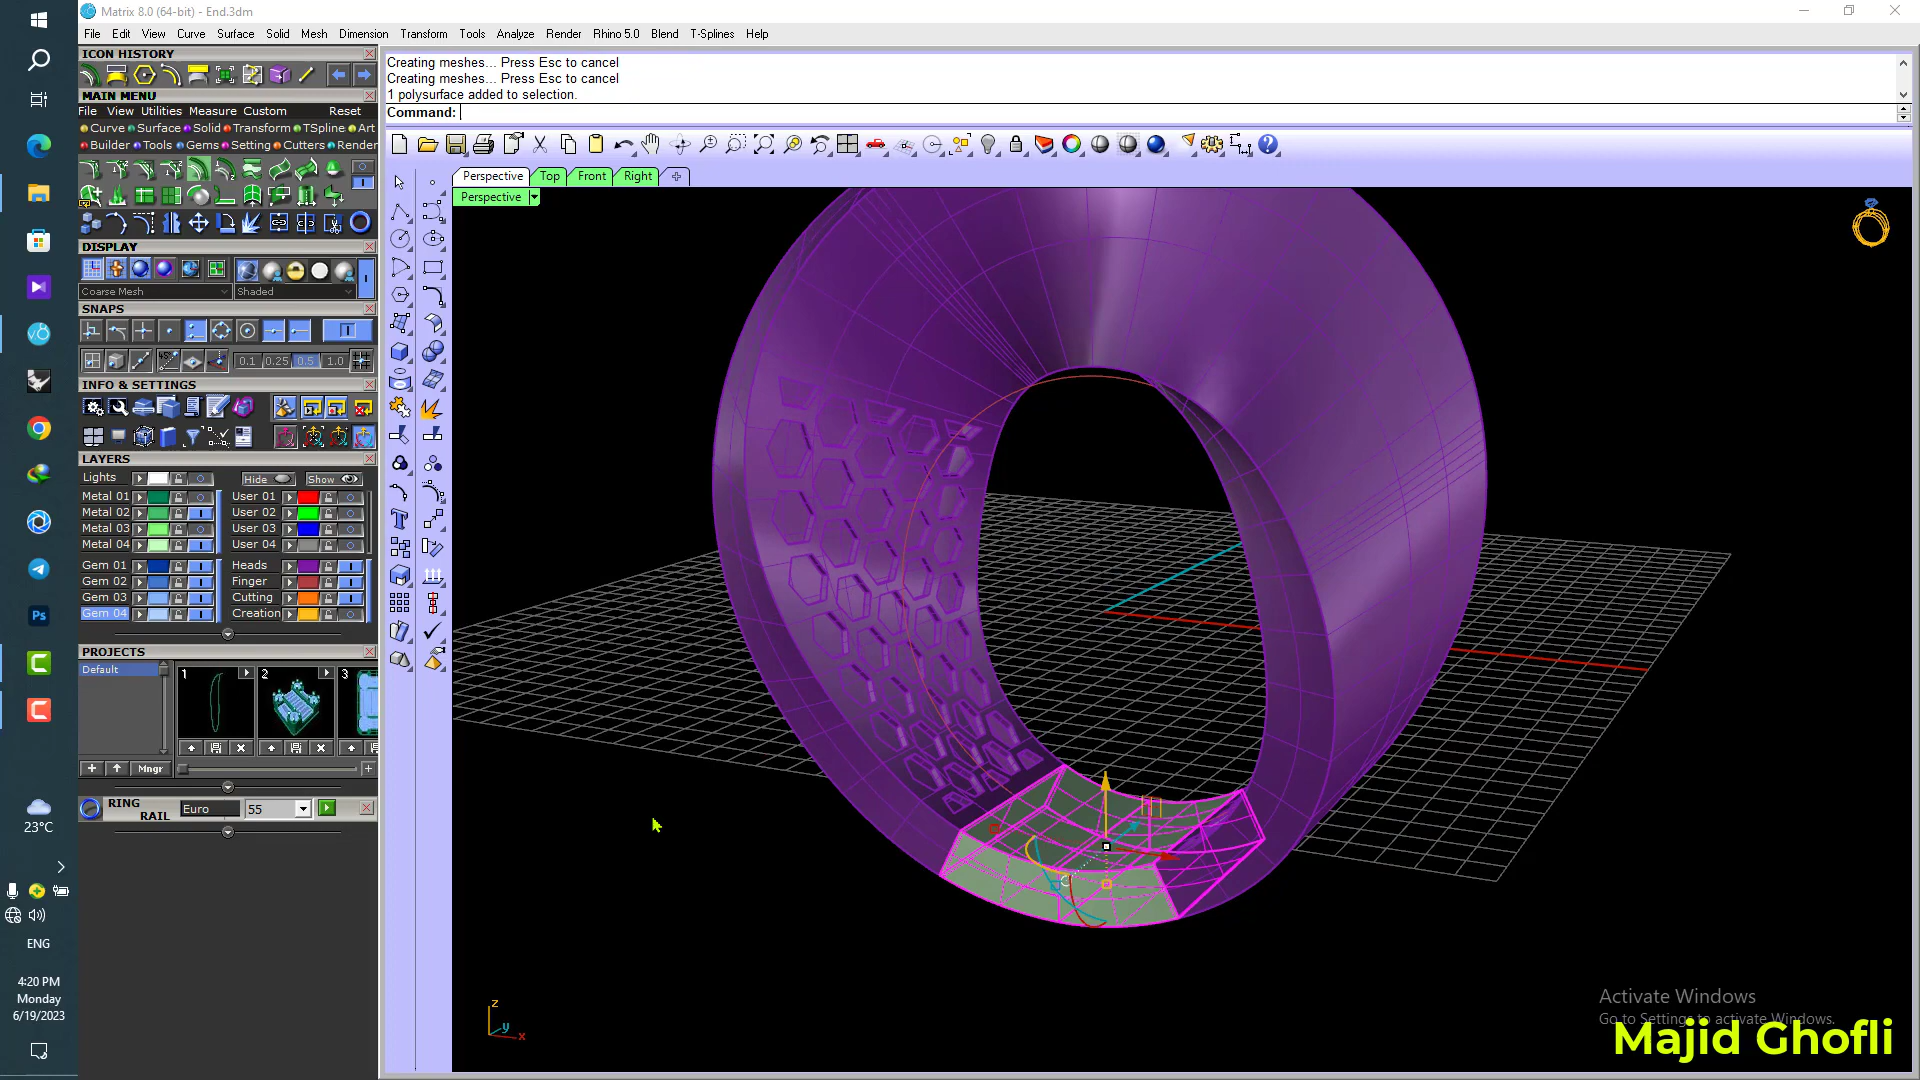 Matrix 8.0 (64-bit) - End.3dm
File Edit View Curve Surface Solid Mesh Dimension Transform Tools Analyze Render Rhino 5.0 Blend T-Splines Help
ICON HISTORY
Creating meshes... Press Esc to cancel
Creating meshes... Press Esc to cancel
1 polysurface added to selection.
Command:
MAIN MENU
File View Utilities Measure Custom Reset
Curve Surface Solid Transform TSpline Art
Builder Tools Gems Setting Cutters Render
Perspective Top Front Right
Perspective
DISPLAY
Coarse Mesh Shaded
SNAPS
0.1 0.25 0.5 1.0
INFO & SETTINGS
LAYERS
Lights Hide Show
Metal 01 User 01
Metal 02 User 02
Metal 03 User 03
Metal 04 User 04
Gem 01 Heads
Gem 02 Finger
Gem 03 Cutting
Gem 04 Creation
PROJECTS
Default
1 2 3
Mngr
RING RAIL Euro 55
23°C
ENG
4:20 PM
Monday
6/19/2023
z
y
x
Activate Windows
Go to Settings to activate Windows.
Majid Ghofli